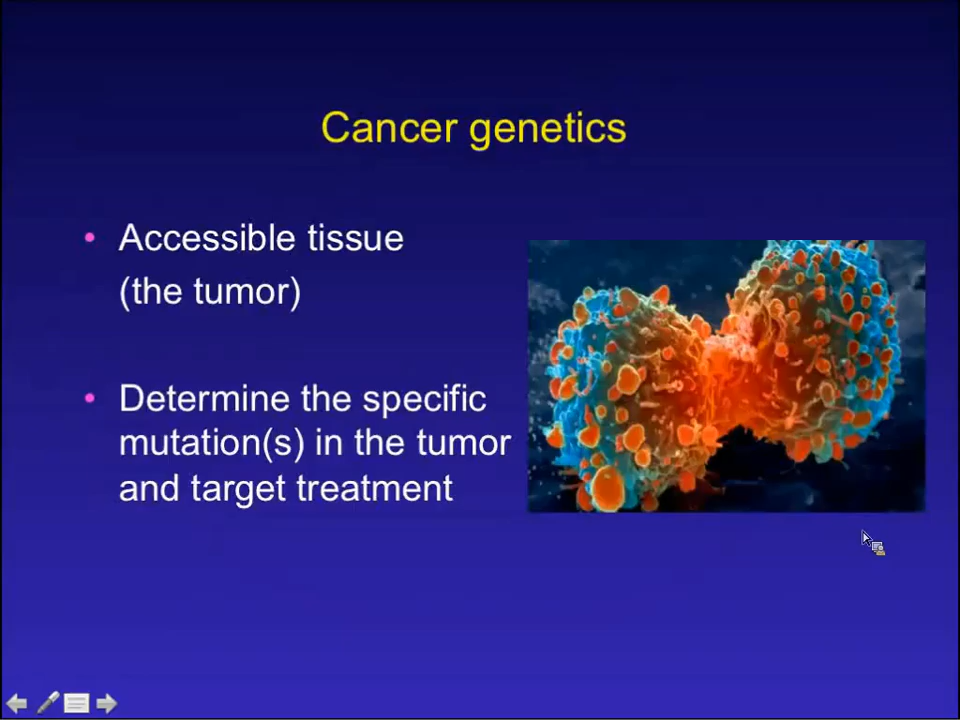 Cancer genetics
• Accessible tissue
(the tumor)
• Determine the specific
mutation(s) in the tumor
and target treatment